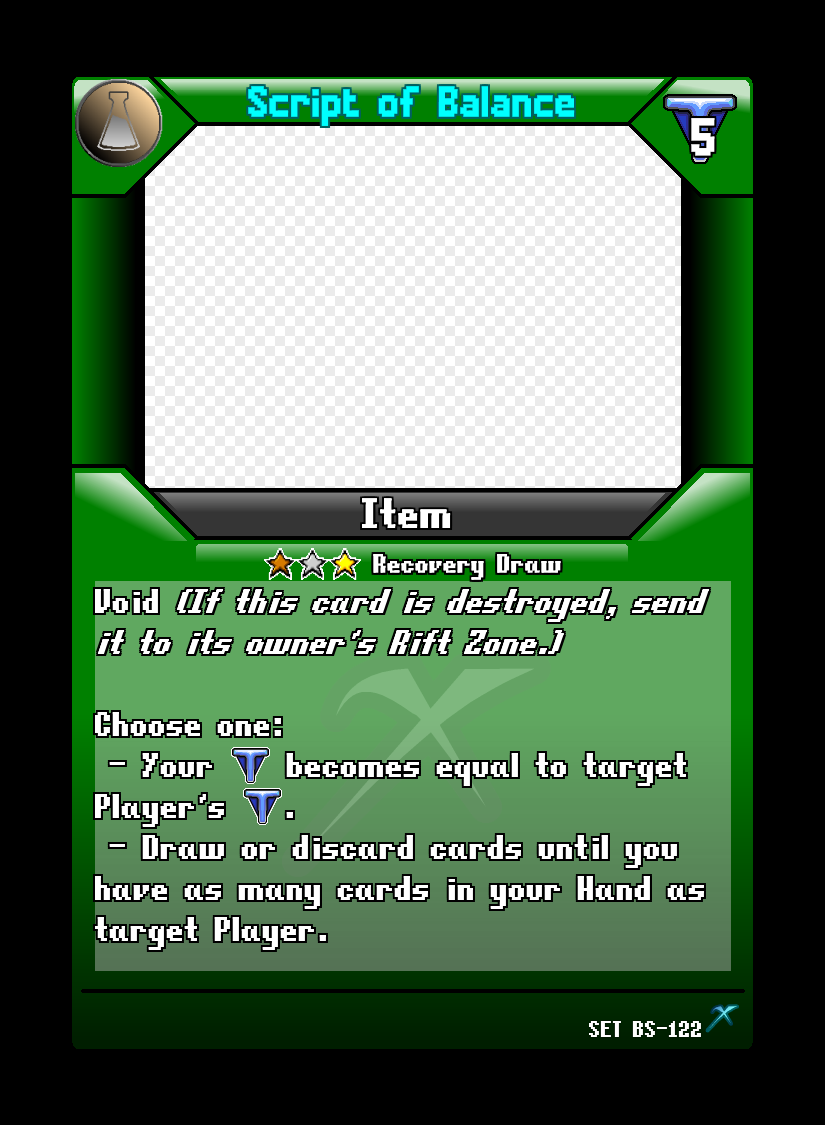 Script of Balance
5
Item
Recovery Draw
Void (If this card is destroyed, send
it to its owner's Rift Zone.)
Choose one:
- Your T becomes equal to target
Player's T.
- Draw or discard cards until you
have as many cards in your Hand as
target Player.
SET BS-122